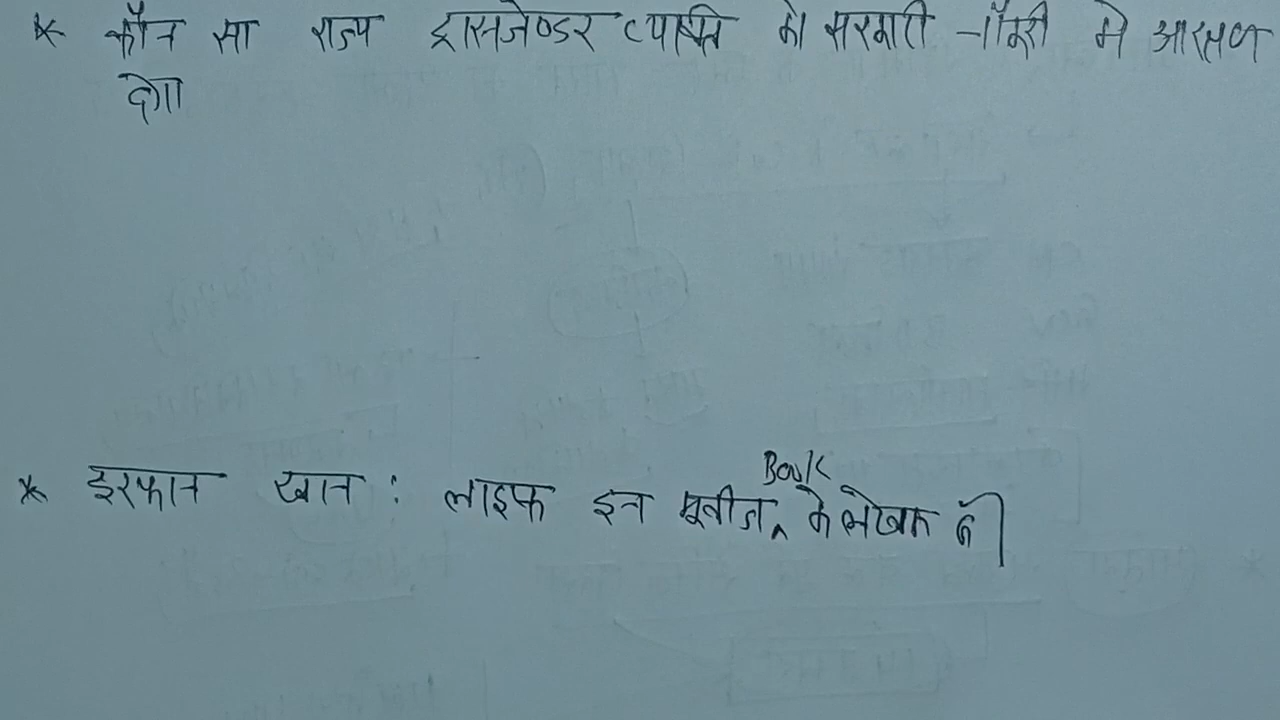 * कौन सा राज्य ट्रासजेण्डर व्यक्ति को सरकारी नौकरी मे आरक्षण
देगा
* इरफान खान : लाइफ इन मूवीज Book के लेखक है।